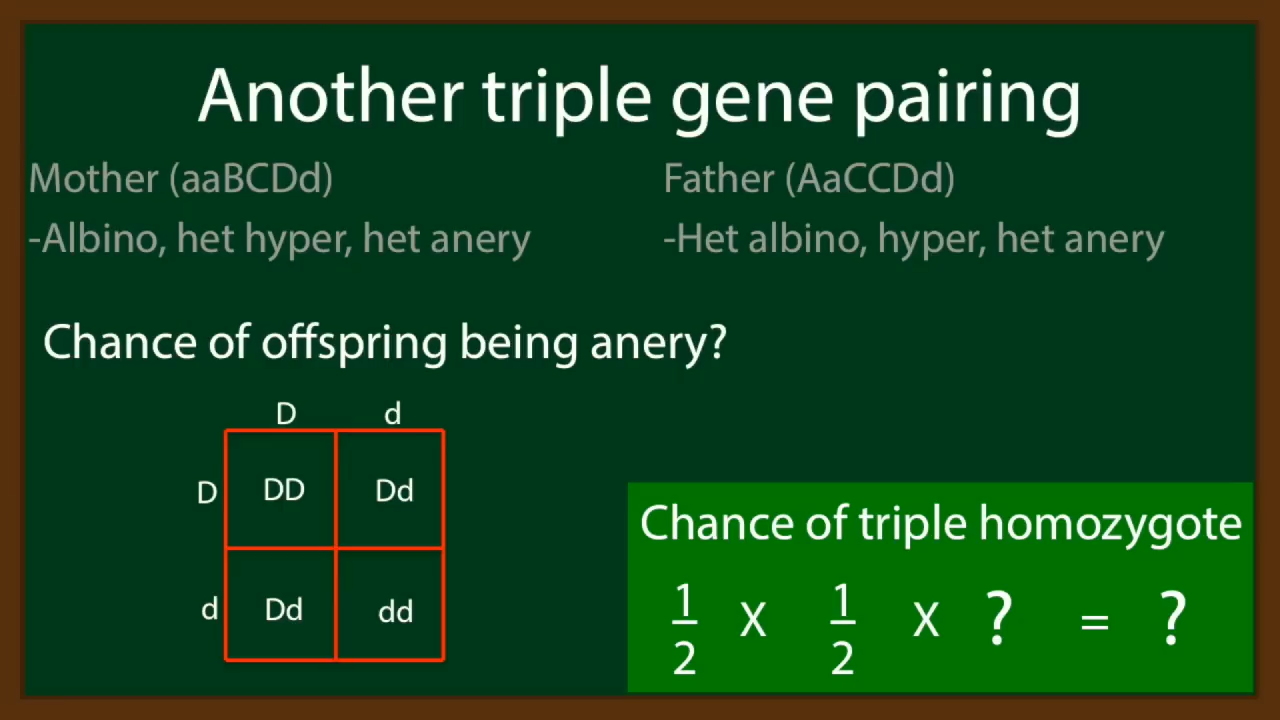 Another triple gene pairing
Mother (aaBCDd)
-Albino, het hyper, het anery
Father (AaCCDd)
-Het albino, hyper, het anery
Chance of offspring being anery?
D d
D DD Dd
d Dd dd
Chance of triple homozygote
1/2 X 1/2 X ? = ?